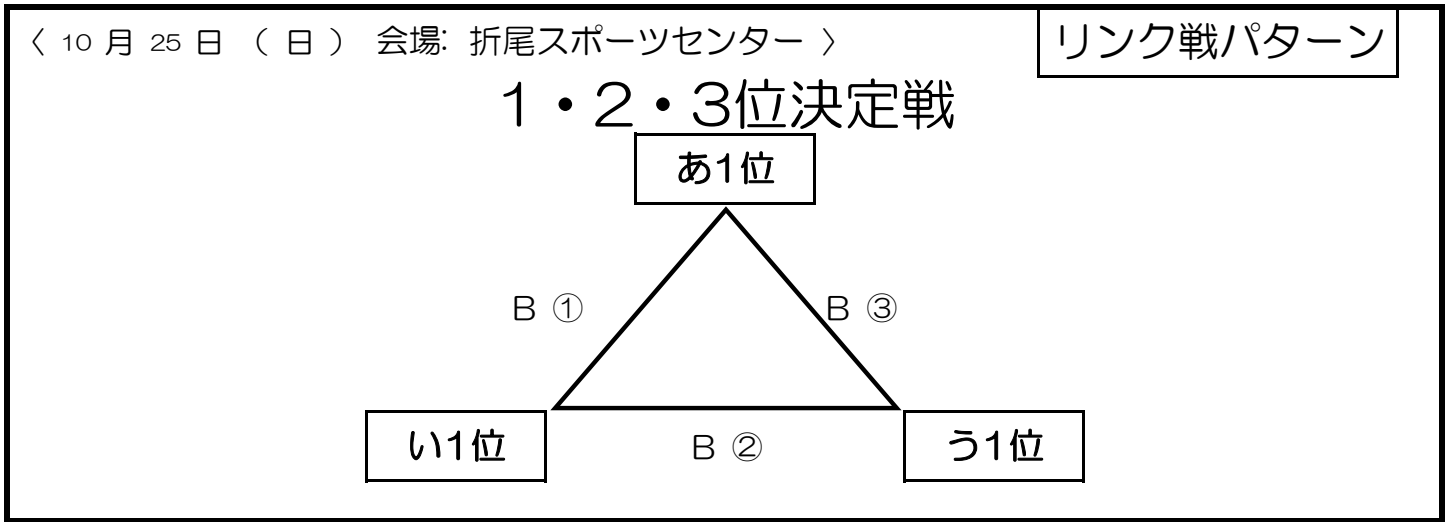 〈 10 月 25 日 （ 日 ） 会場: 折尾スポーツセンター 〉
リンク戦パターン
1・2・3位決定戦
あ1位
B ①
B ③
い1位
B ②
う1位